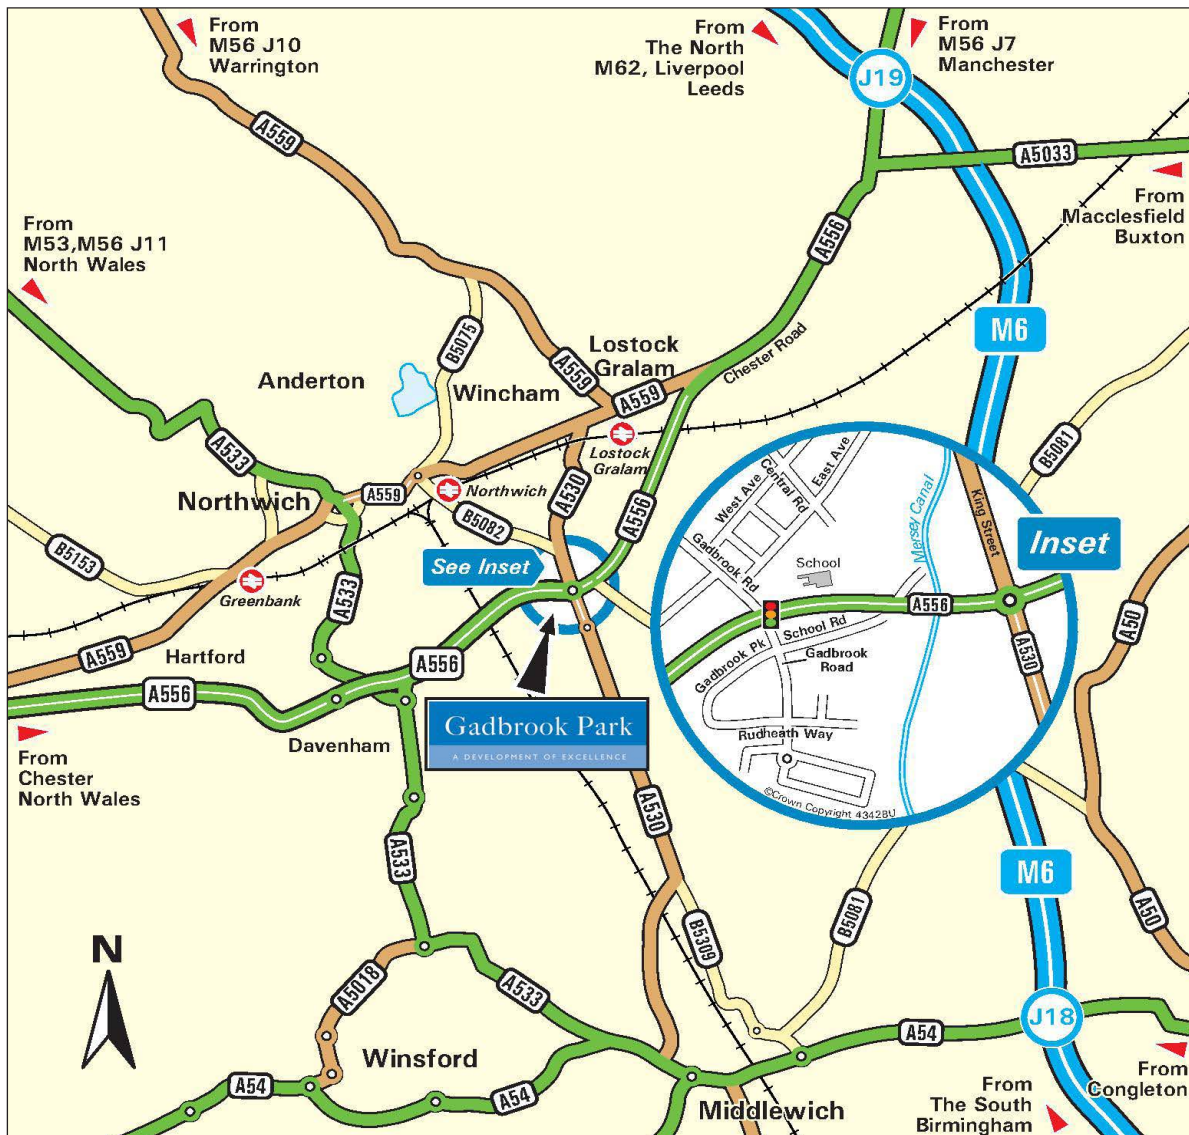 From
M56 J10
Warrington
From
The North
M62, Liverpool
Leeds
From
M56 J7
Manchester
J19
A559
A5033
From
Macclesfield
Buxton
From
M53,M56 J11
North Wales
A556
M6
B5075
Lostock
Gralam
Chester Road
Anderton
Wincham
A559
A559
Lostock
Gralam
A533
Northwich
A559
Northwich
A530
A556
B5082
B5081
West Ave
Central Rd
East Ave
Mersey Canal
King Street
Inset
See Inset
Gadbrook Rd
School
B5153
Greenbank
A533
A556
School Rd
Gadbrook Pk
Gadbrook
Road
A530
A50
A559
Hartford
A556
A556
Gadbrook Park
A DEVELOPMENT OF EXCELLENCE
Rudheath Way
Davenham
From
Chester
North Wales
©Crown Copyright 43428U
A530
A533
M6
A50
B5081
B5309
N
A5018
A533
J18
A54
Winsford
A54
A54
Middlewich
From
Congleton
From
The South
Birmingham